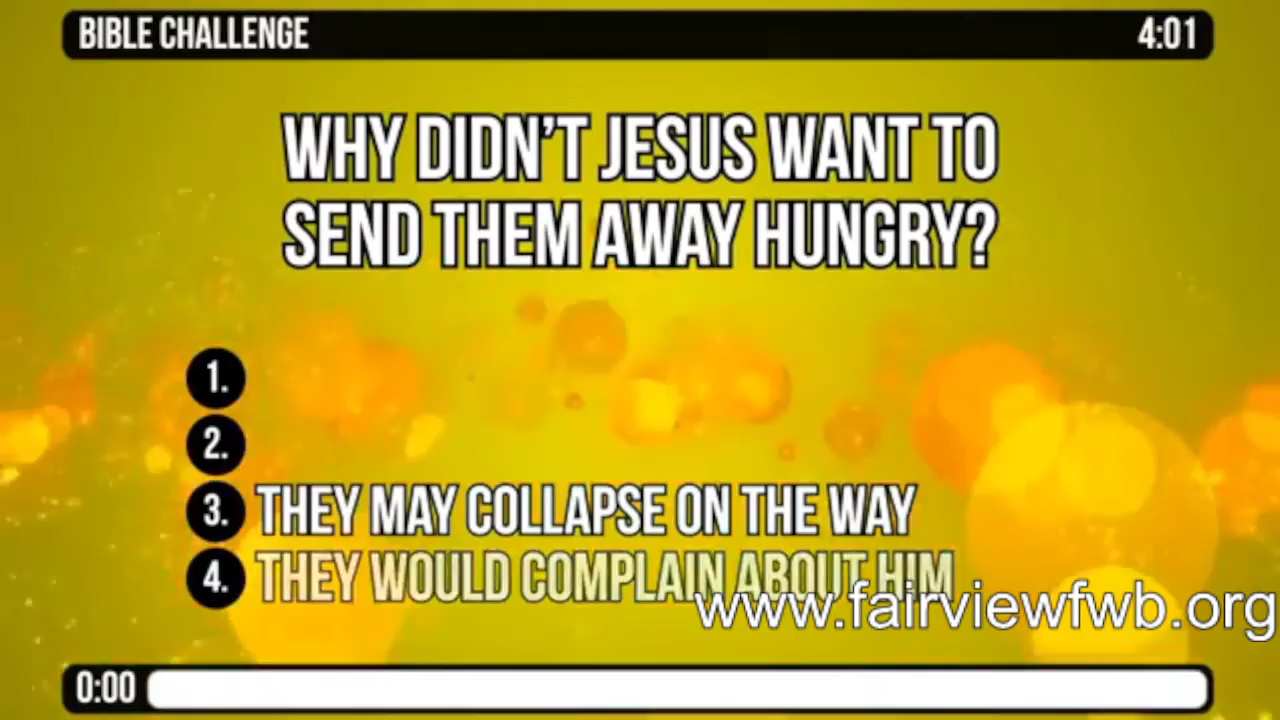 BIBLE CHALLENGE
4:01
WHY DIDN'T JESUS WANT TO
SEND THEM AWAY HUNGRY?
1.
2.
3. THEY MAY COLLAPSE ON THE WAY
4. THEY WOULD COMPLAIN ABOUT HIM
www.fairviewfwb.org
0:00